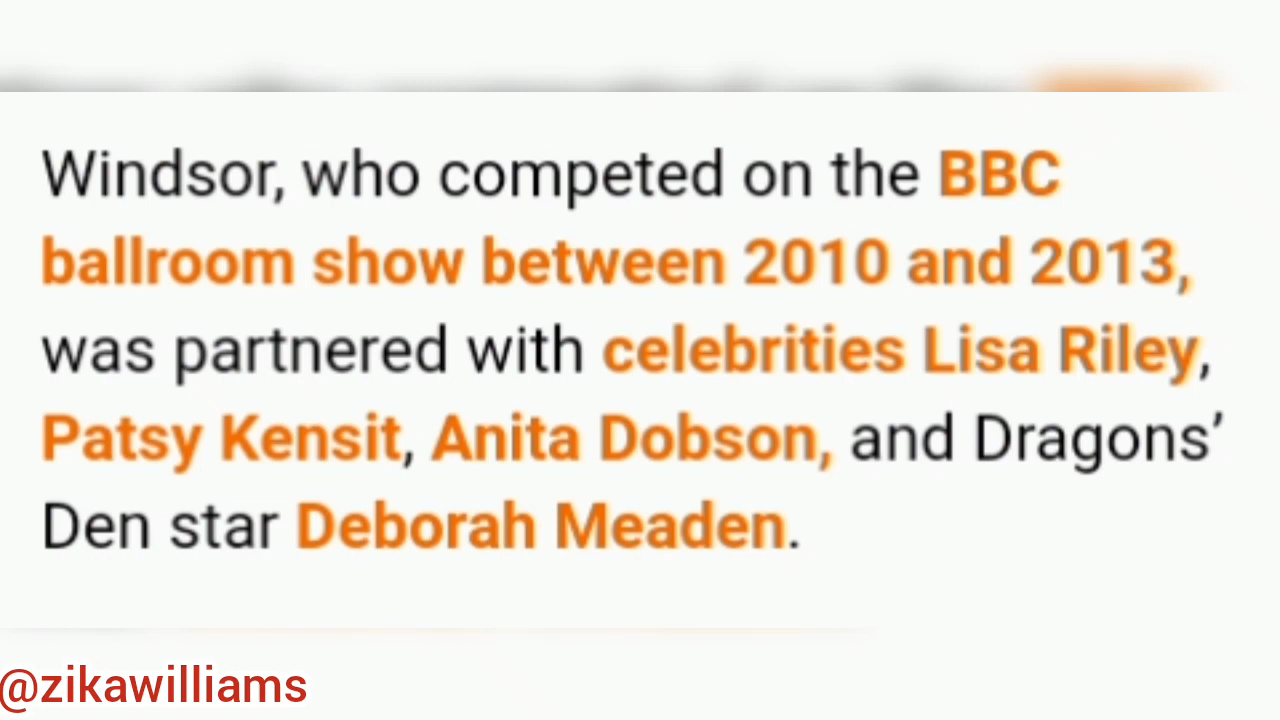 Windsor, who competed on the BBC
ballroom show between 2010 and 2013,
was partnered with celebrities Lisa Riley,
Patsy Kensit, Anita Dobson, and Dragons’
Den star Deborah Meaden.
@zikawilliams